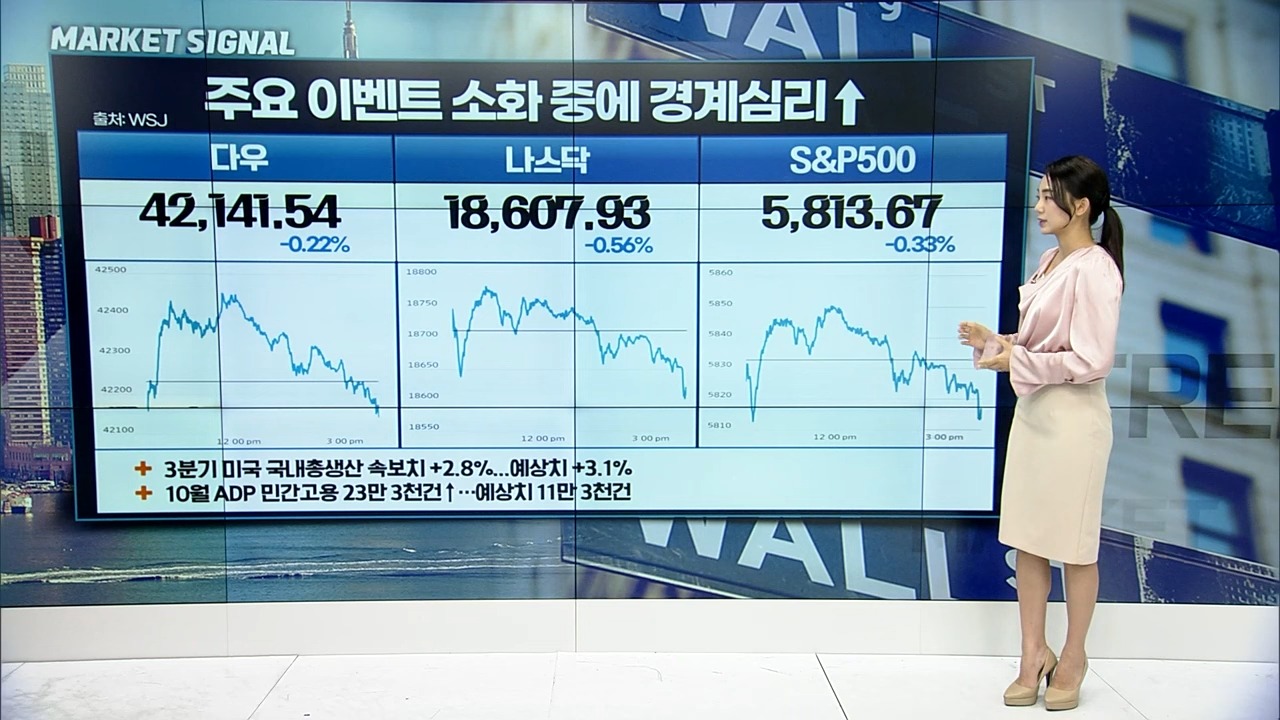 MARKET SIGNAL
주요 이벤트 소화 중에 경계심리↑
출처: WSJ
다우 나스닥 S&P500
42,141.54 18,607.93 5,813.67
-0.22% -0.56% -0.33%
42500
42400
42300
42200
42100
12 00 pm 3 00 pm
18800
18750
18700
18650
18600
18550
12 00 pm 3 00 pm
5860
5850
5840
5830
5820
5810
12 00 pm 3 00 pm
+ 3분기 미국 국내총생산 속보치 +2.8%...예상치 +3.1%
+ 10월 ADP 민간고용 23만 3천건↑…예상치 11만 3천건
WALL
WALL S
TRE